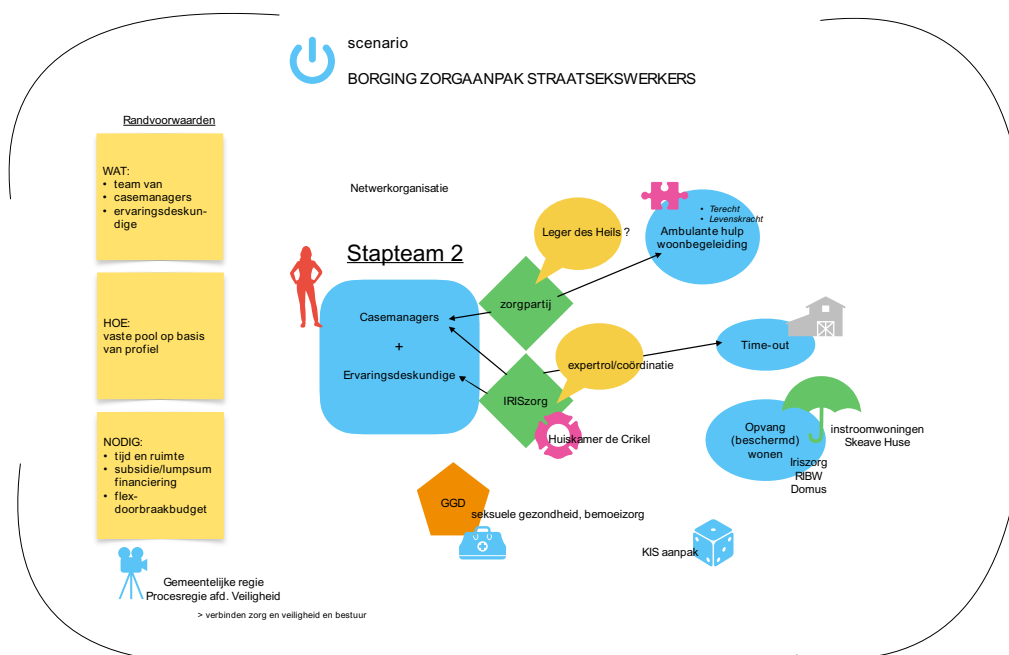 scenario
BORGING ZORGAANPAK STRAATSEKSWERKERS
Randvoorwaarden
WAT:
• team van
• casemanagers
• ervaringsdeskun-
dige
HOE:
vaste pool op basis
van profiel
NODIG:
• tijd en ruimte
• subsidie/lumpsum
financiering
• flex-
doorbraakbudget
Gemeentelijke regie
Procesregie afd. Veiligheid
> verbinden zorg en veiligheid en bestuur
Netwerkorganisatie
Stapteam 2
Casemanagers
+
Ervaringsdeskundige
Leger des Heils ?
zorgpartij
expertrol/coördinatie
IRISzorg
Huiskamer de Crikel
GGD
seksuele gezondheid, bemoeizorg
• Terecht
• Levenskracht
Ambulante hulp
woonbegeleiding
Time-out
Opvang
(beschermd)
wonen
Iriszorg
RIBW
Domus
instroomwoningen
Skeave Huse
KIS aanpak